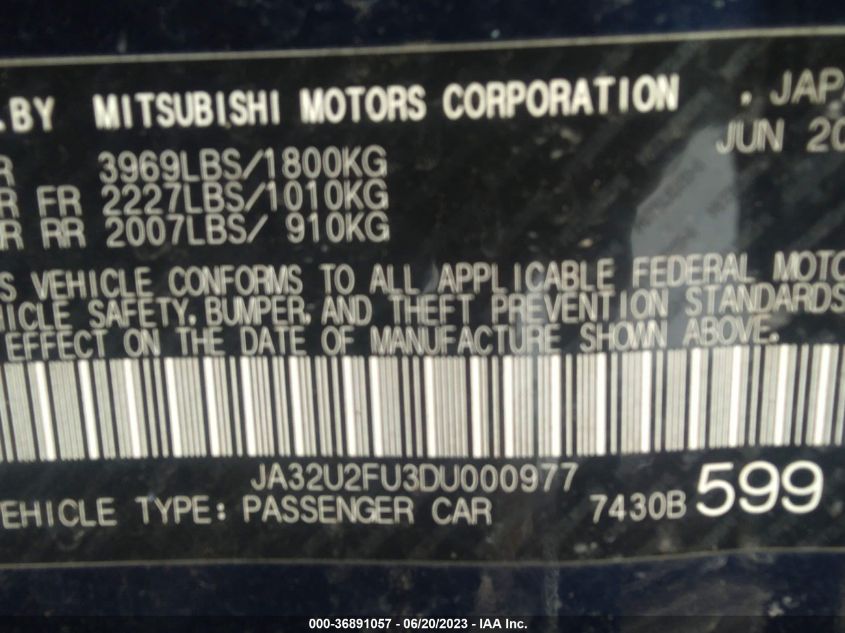 .BY MITSUBISHI MOTORS CORPORATION , JAPA
JUN 20
R 3969LBS/1800KG
R FR 2227LBS/1010KG
R RR 2007LBS/ 910KG
S VEHICLE CONFORMS TO ALL APPLICABLE FEDERAL MOTO
HICLE SAFETY, BUMPER, AND THEFT PREVENTION STANDARDS
EFFECT ON THE DATE OF MANUFACTURE SHOWN ABOVE.
JA32U2FU3DU000977
EHICLE TYPE: PASSENGER CAR 7430B 599
000-36891057 - 06/20/2023 - IAA Inc.